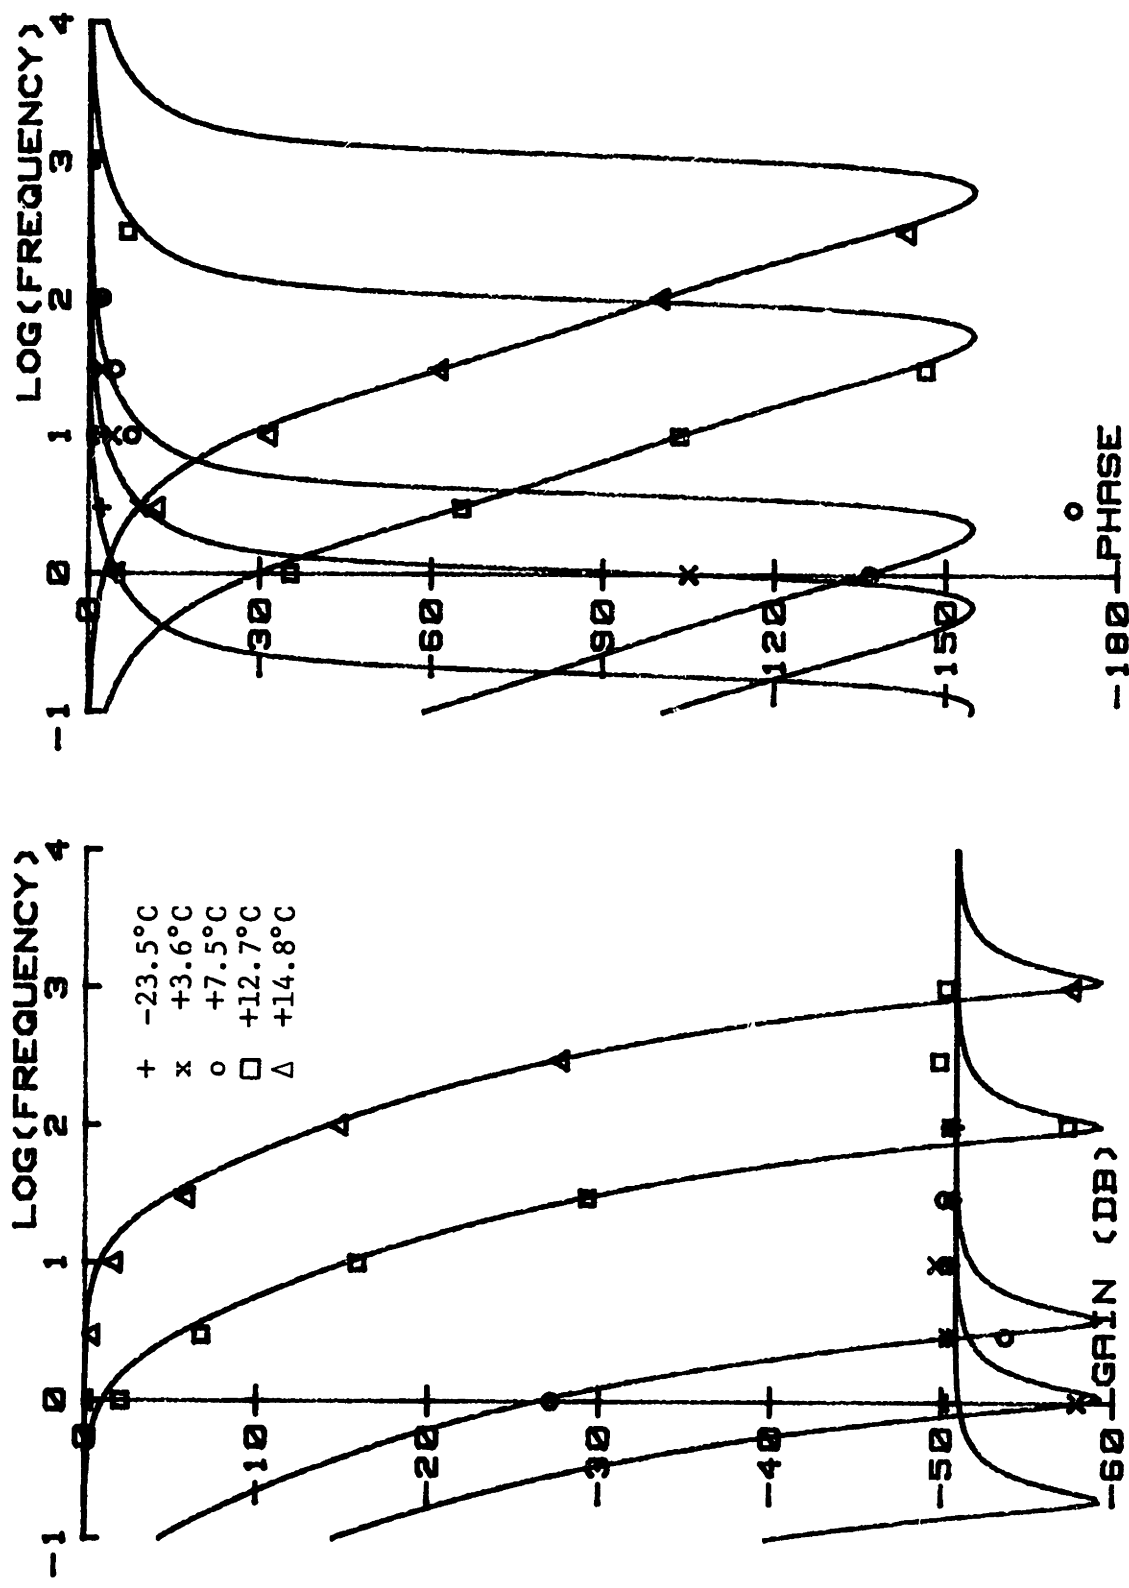 LOG(FREQUENCY)
-1 0 1 2 3 4
0
-10
-20
-30
-40
-50
-60
GAIN (DB)
+ -23.5°C
x +3.6°C
o +7.5°C
□ +12.7°C
△ +14.8°C
LOG(FREQUENCY)
-1 0 1 2 3 4
0
-30
-60
-90
-120
-150
-180
PHASE